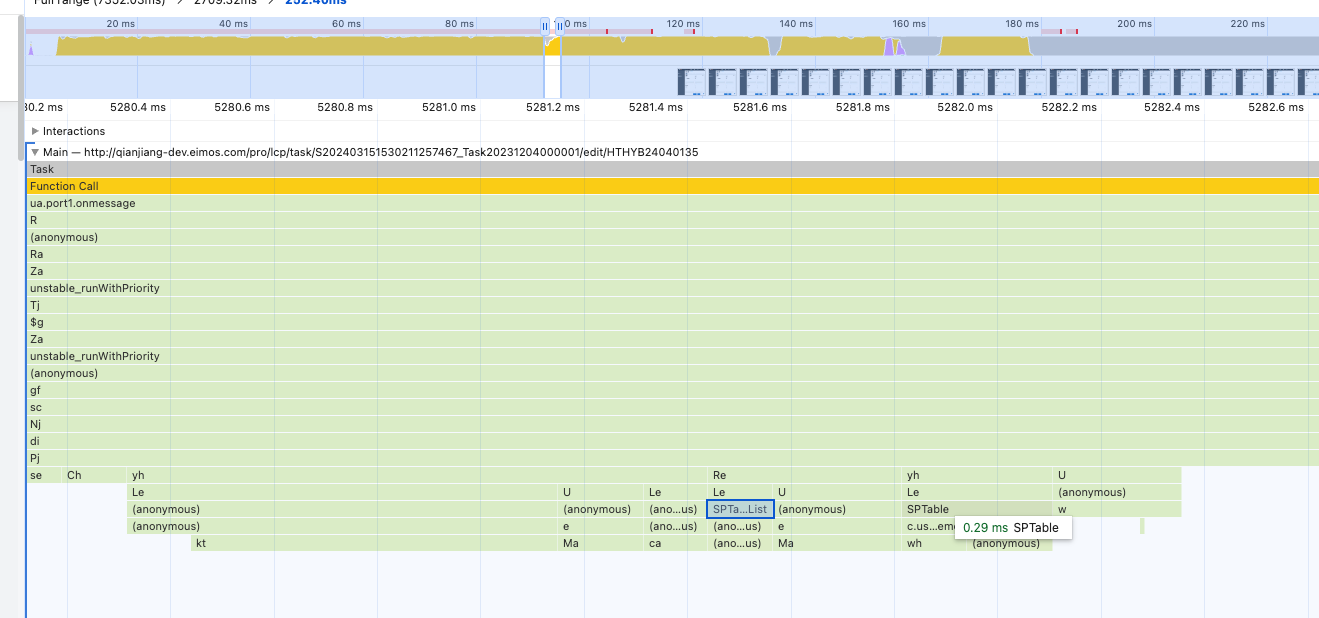 Full range (7352.03ms) > 2709.32ms > 252.40ms
20 ms 40 ms 60 ms 80 ms 0 ms 120 ms 140 ms 160 ms 180 ms 200 ms 220 ms
30.2 ms 5280.4 ms 5280.6 ms 5280.8 ms 5281.0 ms 5281.2 ms 5281.4 ms 5281.6 ms 5281.8 ms 5282.0 ms 5282.2 ms 5282.4 ms 5282.6 ms
Interactions
Main — http://qianjiang-dev.eimos.com/pro/lcp/task/S202403151530211257467_Task20231204000001/edit/HTHYB24040135
Task
Function Call
ua.port1.onmessage
R
(anonymous)
Ra
Za
unstable_runWithPriority
Tj
$g
Za
unstable_runWithPriority
(anonymous)
gf
sc
Nj
di
Pj
se Ch yh Re yh U
Le U Le Le U Le (anonymous)
(anonymous) (anonymous) (ano...us) SPTa...List (anonymous) SPTable w
(anonymous) e (ano...us) (ano...us) e c.us...em
0.29 ms SPTable
kt Ma ca (ano...us) Ma wh (anonymous)